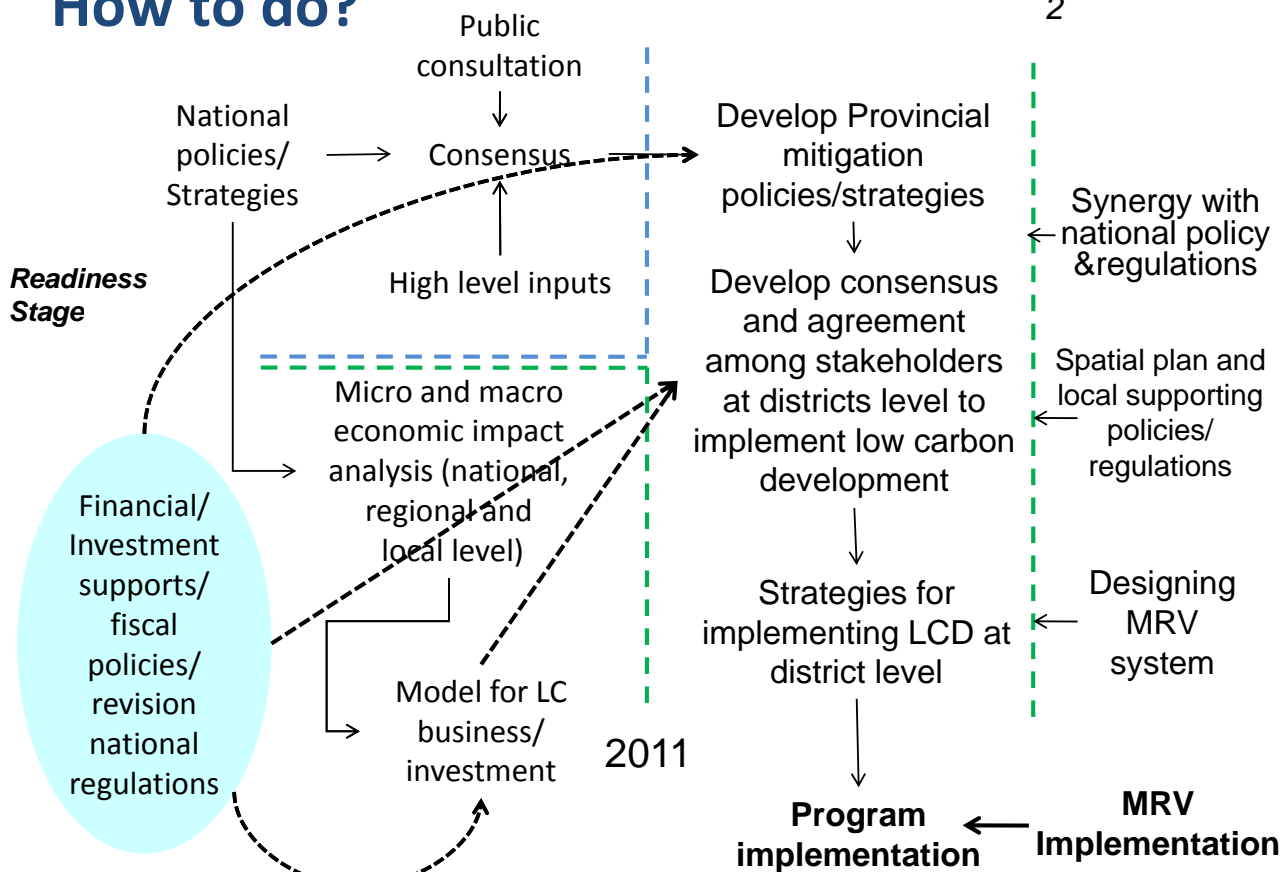 How to do?
2
Public
consultation
National
policies/
Strategies
Consensus
High level inputs
Readiness
Stage
Micro and macro
economic impact
analysis (national,
regional and
local level)
Financial/
Investment
supports/
fiscal
policies/
revision
national
regulations
Model for LC
business/
investment
2011
Develop Provincial
mitigation
policies/strategies
Develop consensus
and agreement
among stakeholders
at districts level to
implement low carbon
development
Strategies for
implementing LCD at
district level
Program
implementation
Synergy with
national policy
&regulations
Spatial plan and
local supporting
policies/
regulations
Designing
MRV
system
MRV
Implementation